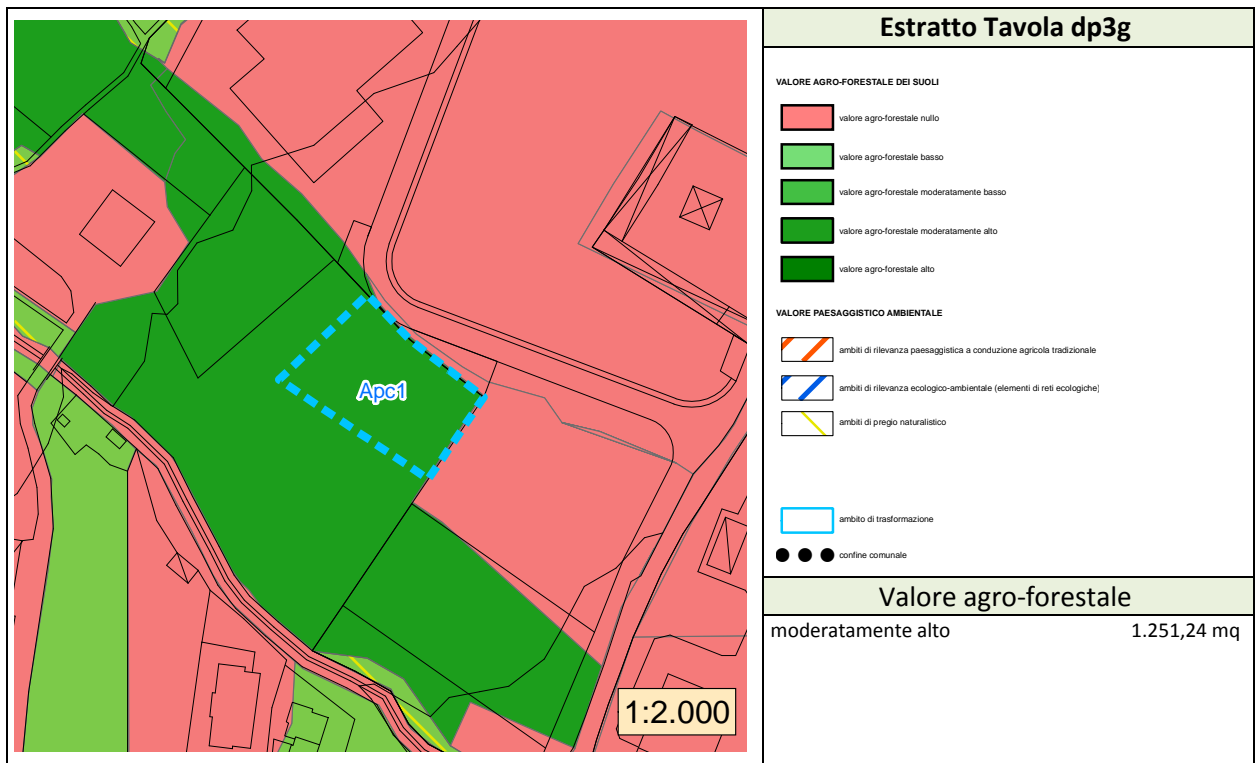 Apc1
1:2.000
Estratto Tavola dp3g
VALORE AGRO-FORESTALE DEI SUOLI
valore agro-forestale nullo
valore agro-forestale basso
valore agro-forestale moderatamente basso
valore agro-forestale moderatamente alto
valore agro-forestale alto
VALORE PAESAGGISTICO AMBIENTALE
ambiti di rilevanza paesaggistica a conduzione agricola tradizionale
ambiti di rilevanza ecologico-ambientale (elementi di reti ecologiche)
ambiti di pregio naturalistico
ambito di trasformazione
confine comunale
Valore agro-forestale
moderatamente alto 1.251,24 mq